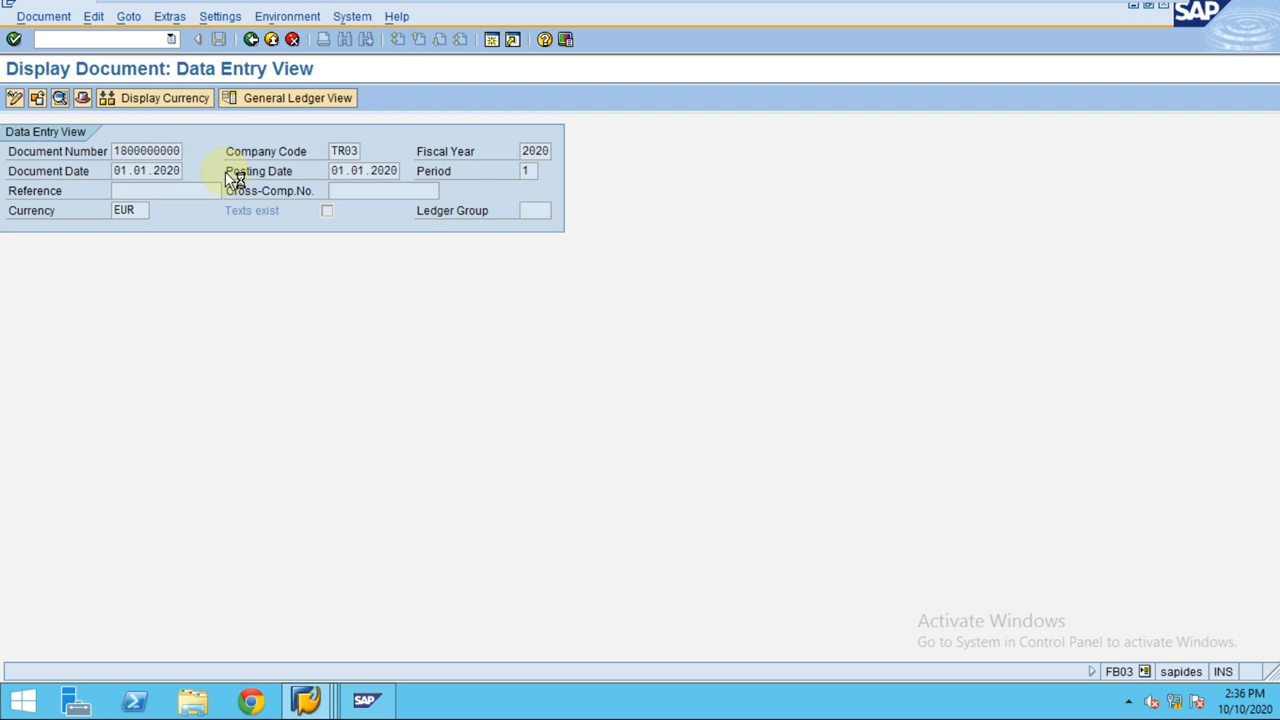 Document Edit Goto Extras Settings Environment System Help
SAP
Display Document: Data Entry View
Display Currency General Ledger View
Data Entry View
Document Number 1800000000 Company Code TR03 Fiscal Year 2020
Document Date 01.01.2020 Posting Date 01.01.2020 Period 1
Reference Cross-Comp.No.
Currency EUR Texts exist Ledger Group
Activate Windows
Go to System in Control Panel to activate Windows.
FB03 sapides INS
SAP
2:36 PM
10/10/2020